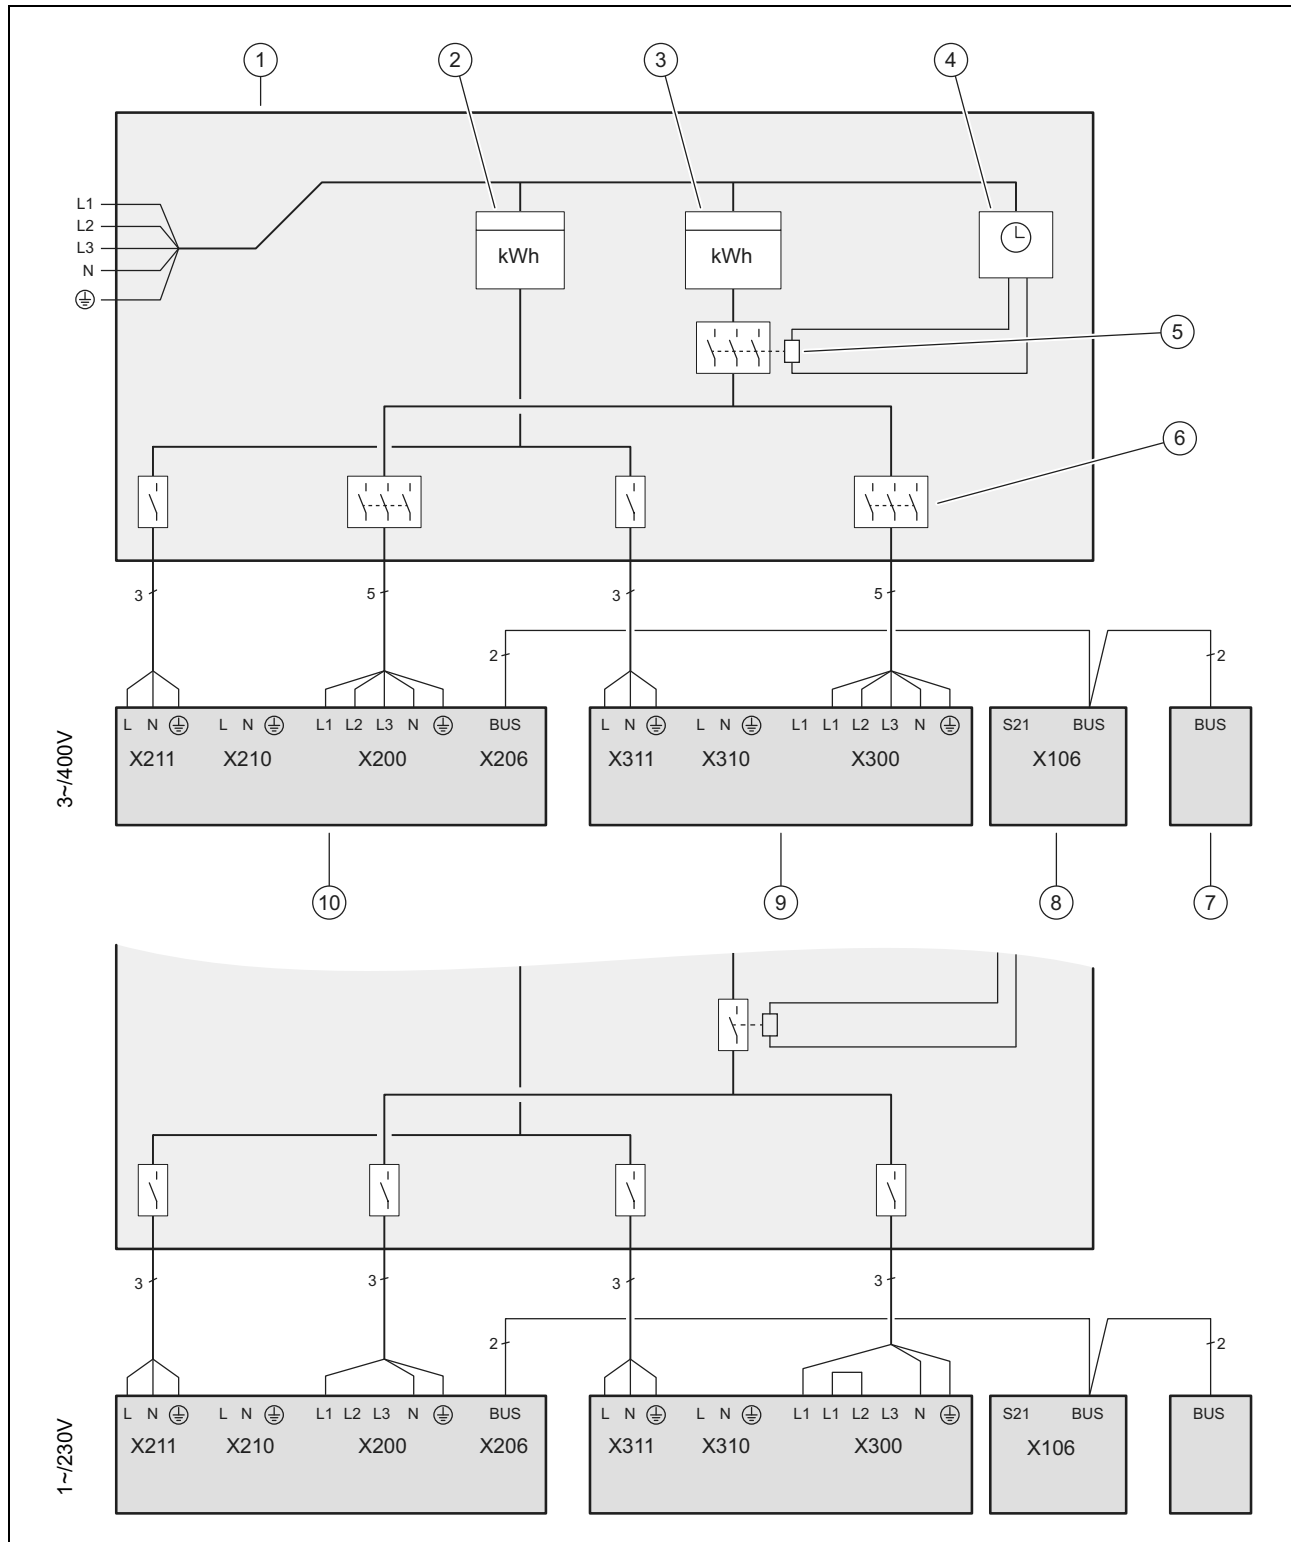 1 2 3 4
L1
L2
L3
N
kWh kWh
5
6
3 5 3 5
2 2
3~/400V
L N L N L1 L2 L3 N BUS L N L N L1 L1 L2 L3 N S21 BUS BUS
X211 X210 X200 X206 X311 X310 X300 X106
10 9 8 7
3 3 3 3
2 2
1~/230V
L N L N L1 L2 L3 N BUS L N L N L1 L1 L2 L3 N S21 BUS BUS
X211 X210 X200 X206 X311 X310 X300 X106